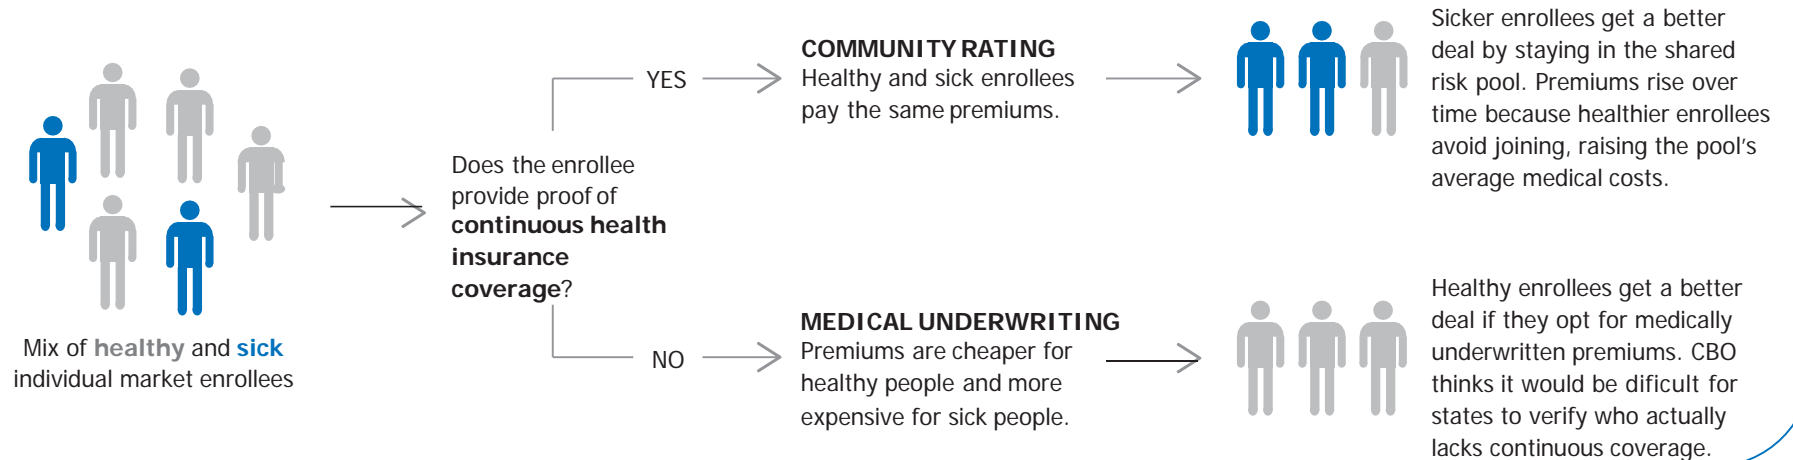 Mix of healthy and sick
individual market enrollees
Does the enrollee
provide proof of
continuous health
insurance
coverage?
YES
COMMUNITY RATING
Healthy and sick enrollees
pay the same premiums.
Sicker enrollees get a better
deal by staying in the shared
risk pool. Premiums rise over
time because healthier enrollees
avoid joining, raising the pool's
average medical costs.
NO
MEDICAL UNDERWRITING
Premiums are cheaper for
healthy people and more
expensive for sick people.
Healthy enrollees get a better
deal if they opt for medically
underwritten premiums. CBO
thinks it would be dificult for
states to verify who actually
lacks continuous coverage.